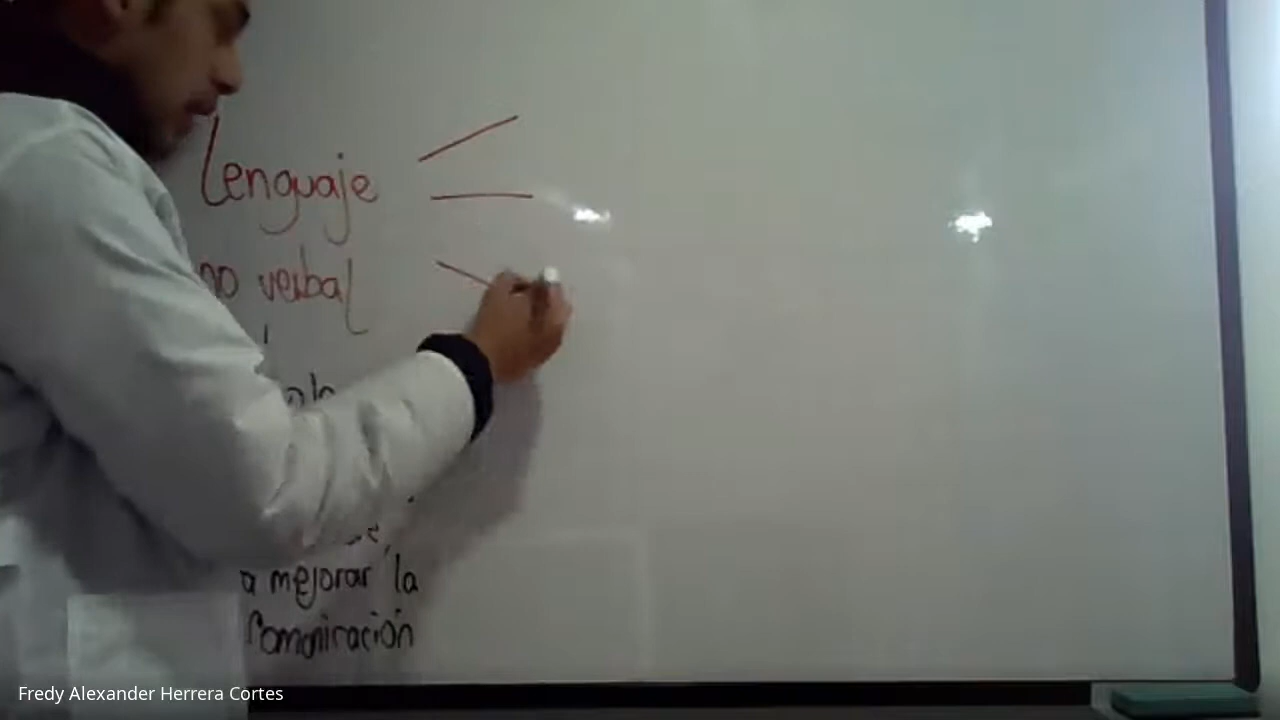 Lenguaje
no verbal
a mejorar la
Comunicación
Fredy Alexander Herrera Cortes